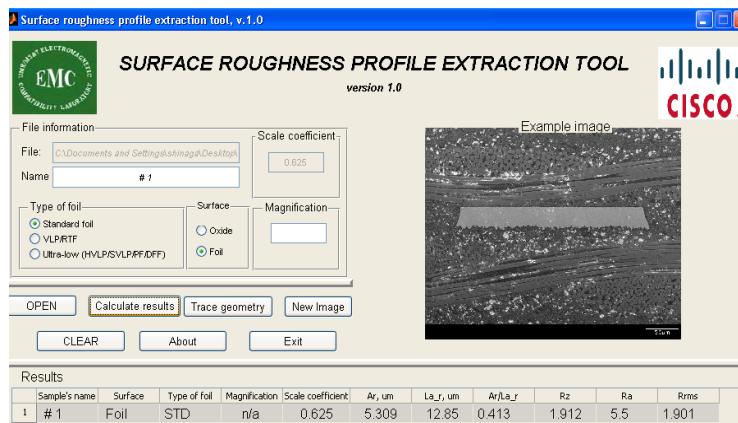 Surface roughness profile extraction tool, v.1.0
EMC
SURFACE ROUGHNESS PROFILE EXTRACTION TOOL
version 1.0
CISCO
File information
File: C:\Documents and Settings\shinaga\Desktop\
Name # 1
Scale coefficient
0.625
Type of foil
Standard foil
VLP/RTF
Ultra-low (HVLP/SVLP/PF/DFF)
Surface
Oxide
Foil
Magnification
Example image
OPEN Calculate results Trace geometry New Image
CLEAR About Exit
Results
Sample's name Surface Type of foil Magnification Scale coefficient Ar, um La_r, um Ar/La_r Rz Ra Rrms
1 # 1 Foil STD n/a 0.625 5.309 12.85 0.413 1.912 5.5 1.901